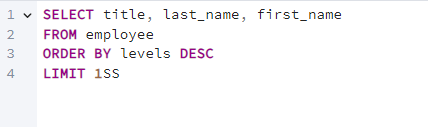 1 SELECT title, last_name, first_name
2 FROM employee
3 ORDER BY levels DESC
4 LIMIT 1SS